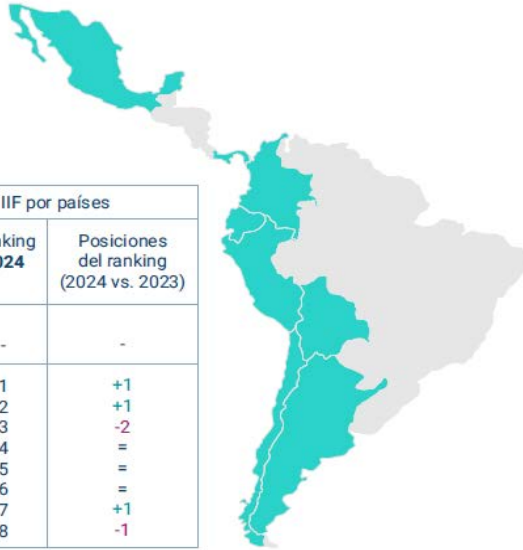 IIF por países
Posiciones
024
del ranking
(2024 vs. 2023)
- -
1 +1
2 +1
3 -2
4 =
5 =
6 =
7 +1
8 -1